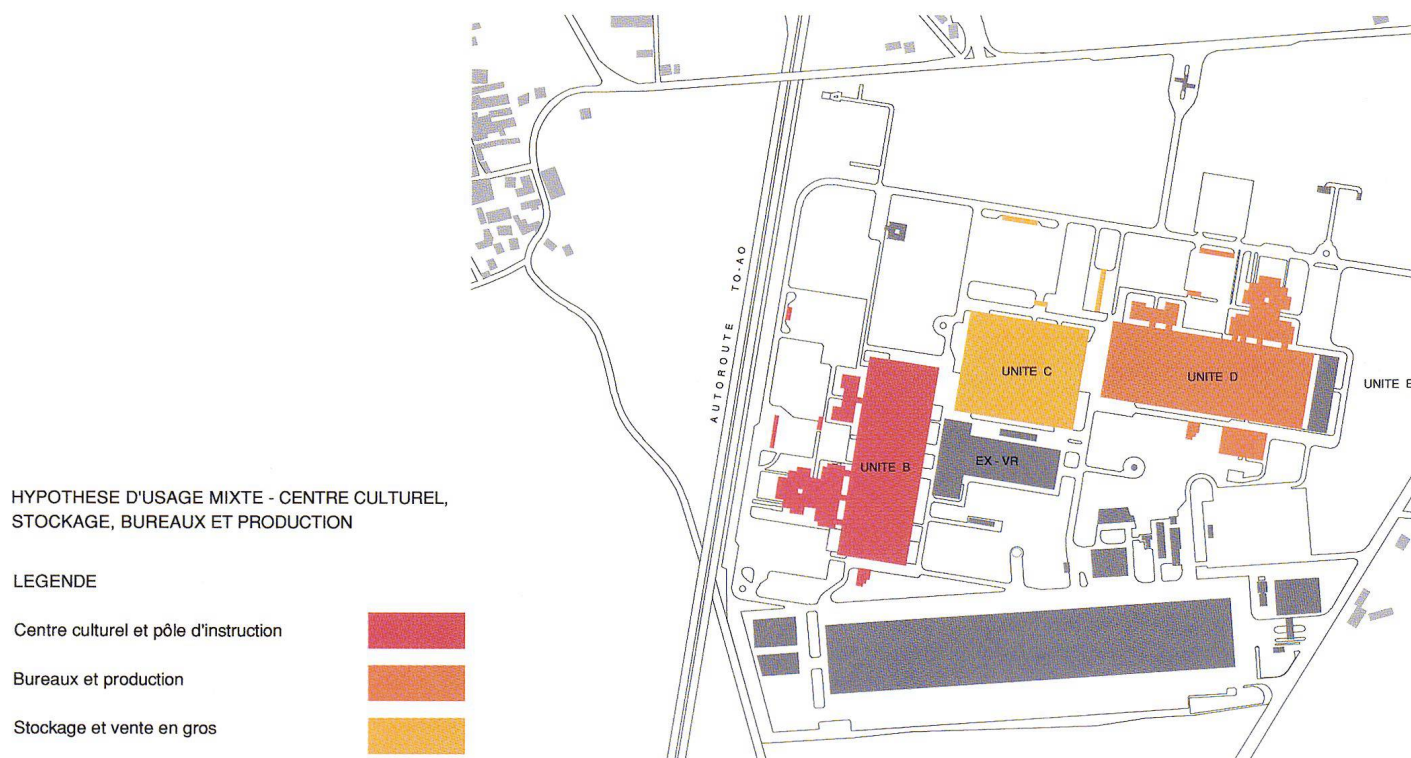 HYPOTHESE D'USAGE MIXTE - CENTRE CULTUREL,
STOCKAGE, BUREAUX ET PRODUCTION
LEGENDE
Centre culturel et pôle d'instruction
Bureaux et production
Stockage et vente en gros
AUTOROUTE TO-AO
UNITE B
UNITE C
EX - VR
UNITE D
UNITE E